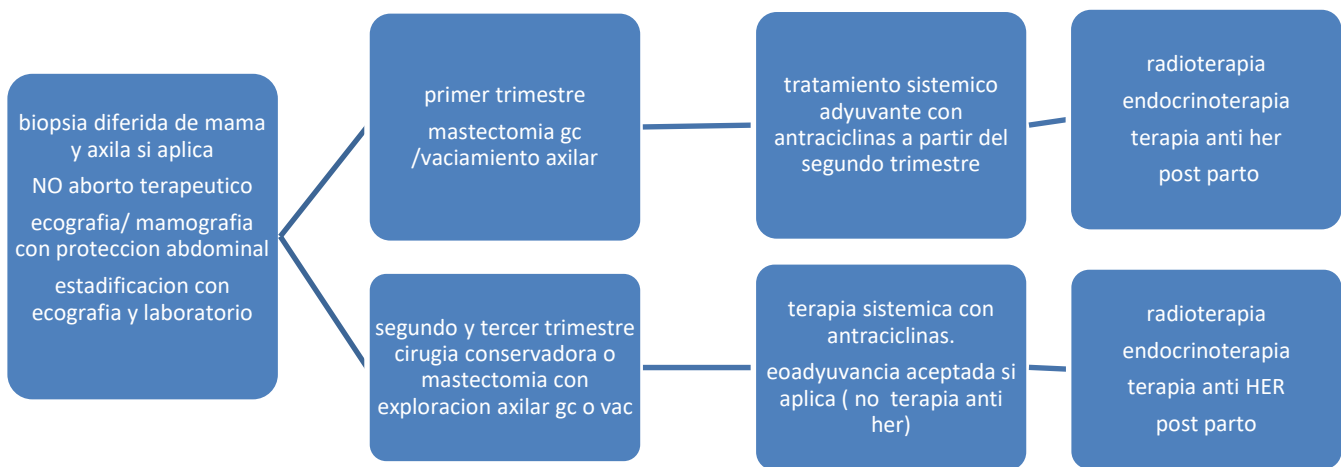 biopsia diferida de mama
y axila si aplica
NO aborto terapeutico
ecografia/ mamografia
con proteccion abdominal
estadificacion con
ecografia y laboratorio
primer trimestre
mastectomia gc
/vaciamiento axilar
tratamiento sistemico
adyuvante con
antraciclinas a partir del
segundo trimestre
radioterapia
endocrinoterapia
terapia anti her
post parto
segundo y tercer trimestre
cirugia conservadora o
mastectomia con
exploracion axilar gc o vac
terapia sistemica con
antraciclinas.
eoadyuvancia aceptada si
aplica ( no terapia anti
her)
radioterapia
endocrinoterapia
terapia anti HER
post parto